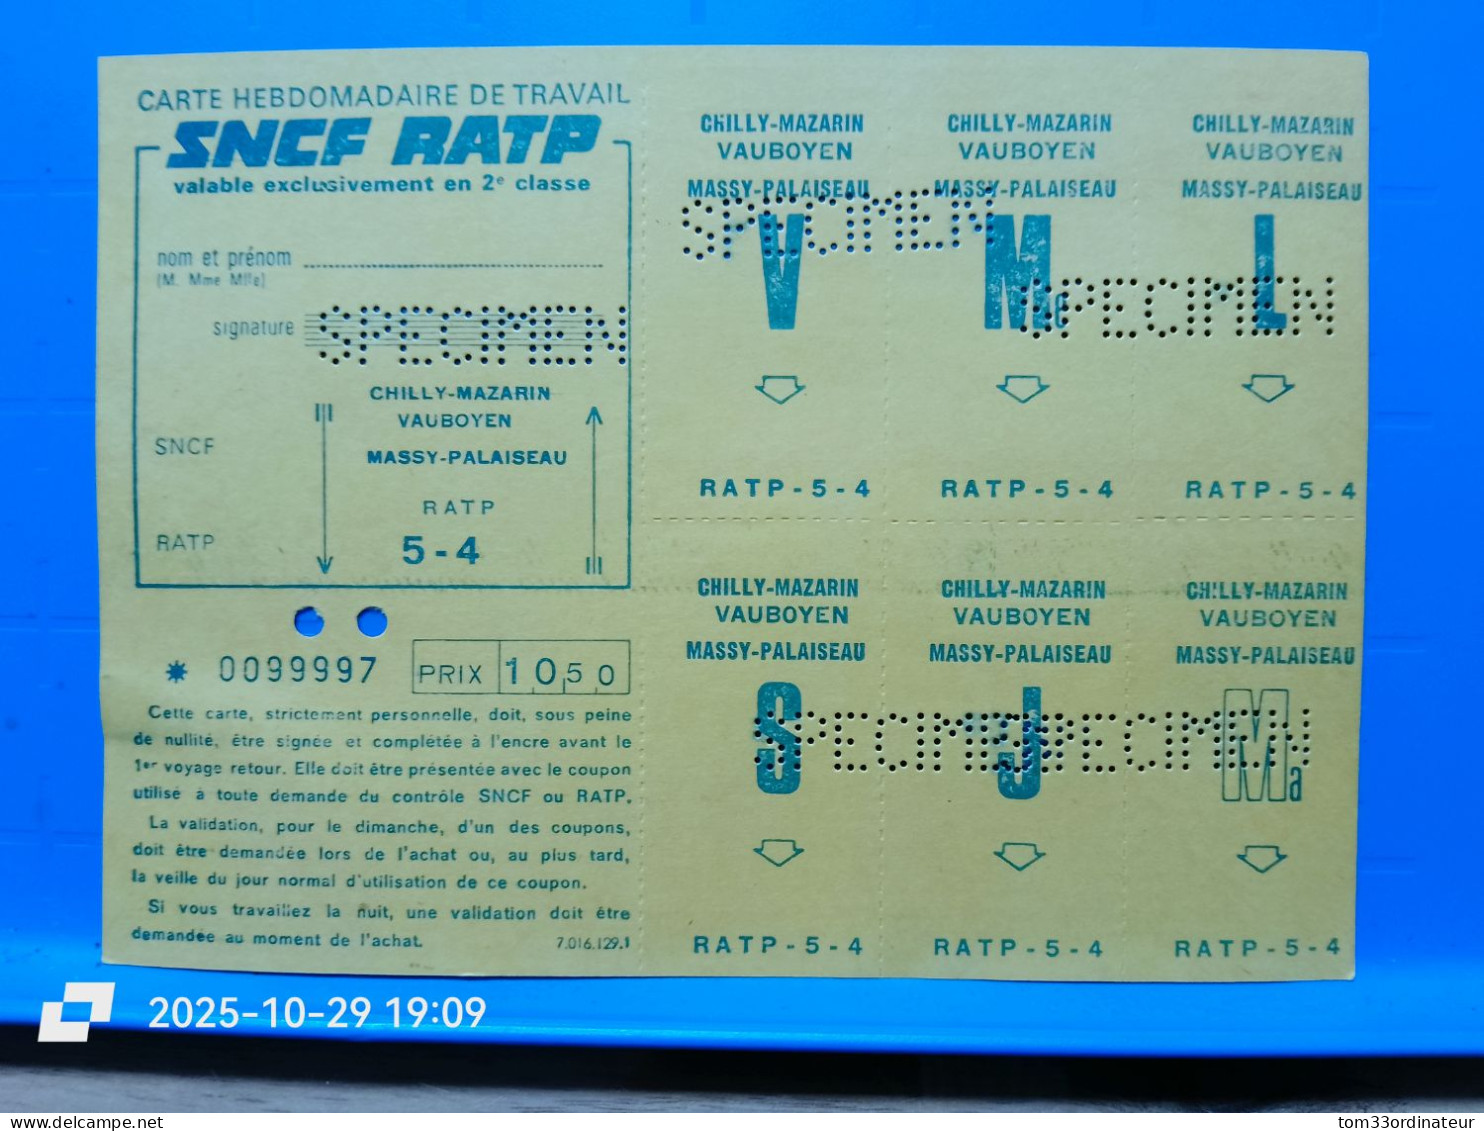 CARTE HEBDOMADAIRE DE TRAVAIL
SNCF RATP
valable exclusivement en 2e classe
nom et prénom
(M. Mme Mlle)
signature
SPECIMEN
CHILLY-MAZARIN
VAUBOYEN
SNCF
MASSY-PALAISEAU
RATP
RATP
5-4
* 0099997
PRIX 10,50
Cette carte, strictement personnelle, doit, sous peine
de nullité, être signée et complétée à l'encre avant le
1er voyage retour. Elle doit être présentée avec le coupon
utilisé à toute demande du contrôle SNCF ou RATP.
La validation, pour le dimanche, d'un des coupons,
doit être demandée lors de l'achat ou, au plus tard,
la veille du jour normal d'utilisation de ce coupon.
Si vous travaillez la nuit, une validation doit être
demandée au moment de l'achat.
7.016.129.1
CHILLY-MAZARIN
VAUBOYEN
MASSY-PALAISEAU
SPECIMEN
V
RATP-5-4
CHILLY-MAZARIN
VAUBOYEN
MASSY-PALAISEAU
Me
RATP-5-4
CHILLY-MAZARIN
VAUBOYEN
MASSY-PALAISEAU
SPECIMEN
L
RATP-5-4
CHILLY-MAZARIN
VAUBOYEN
MASSY-PALAISEAU
SPECIMEN
S
RATP-5-4
CHILLY-MAZARIN
VAUBOYEN
MASSY-PALAISEAU
J
RATP-5-4
CHILLY-MAZARIN
VAUBOYEN
MASSY-PALAISEAU
SPECIMEN
Ma
RATP-5-4
2025-10-29 19:09
www.delcampe.net
tom33ordinateur